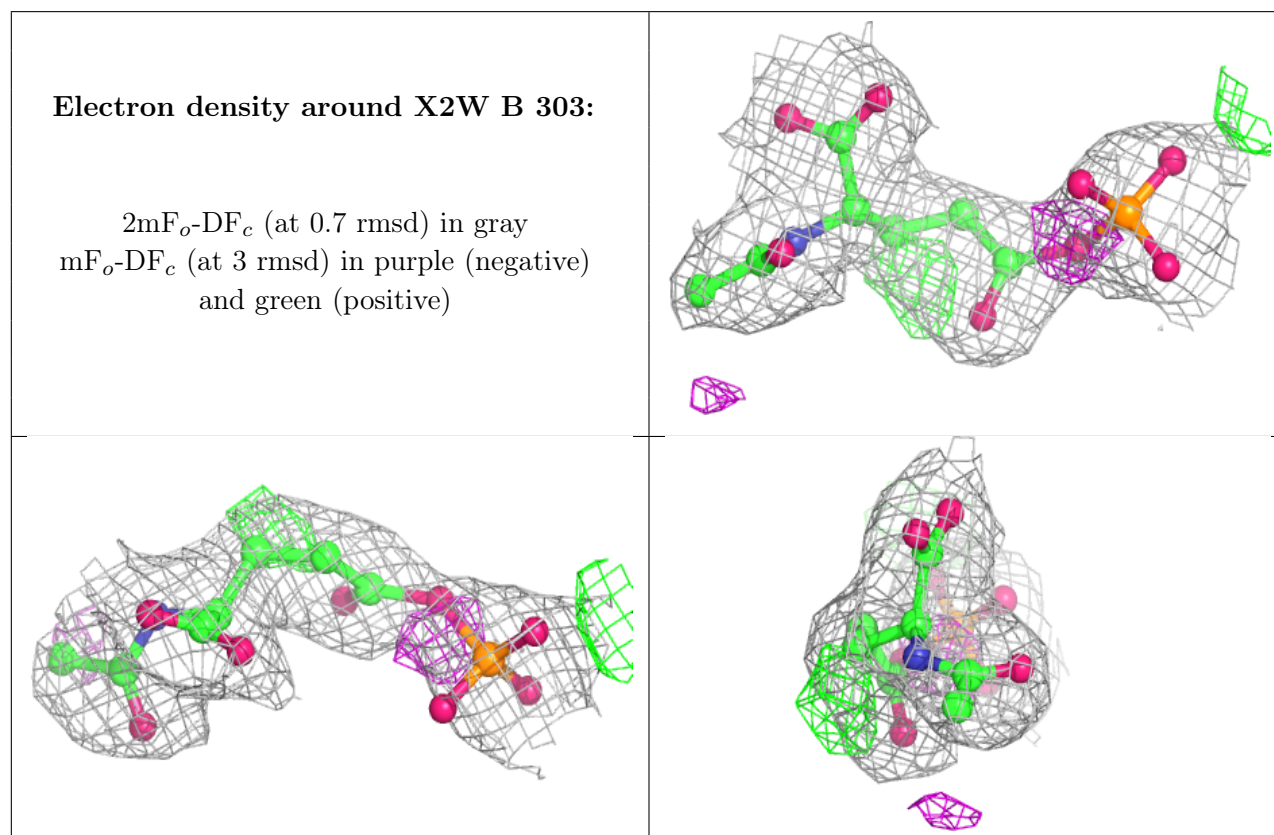 Electron density around X2W B 303:
2mFₒ-DF𝒸 (at 0.7 rmsd) in gray
mFₒ-DF𝒸 (at 3 rmsd) in purple (negative)
and green (positive)